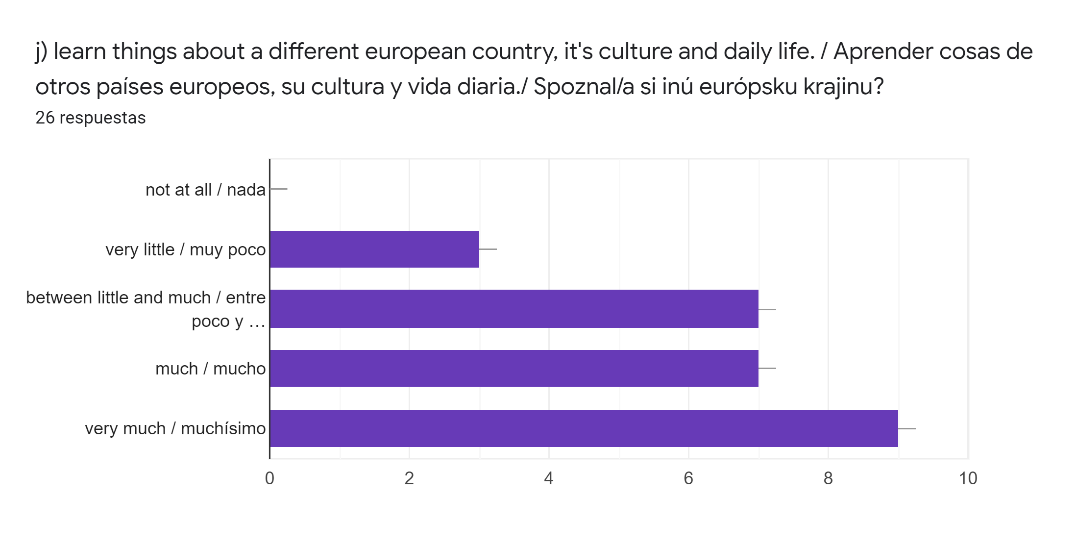 j) learn things about a different european country, it's culture and daily life. / Aprender cosas de
otros países europeos, su cultura y vida diaria./ Spoznal/a si inú európsku krajinu?
26 respuestas
not at all / nada
very little / muy poco
between little and much / entre
poco y …
much / mucho
very much / muchísimo
0 2 4 6 8 10